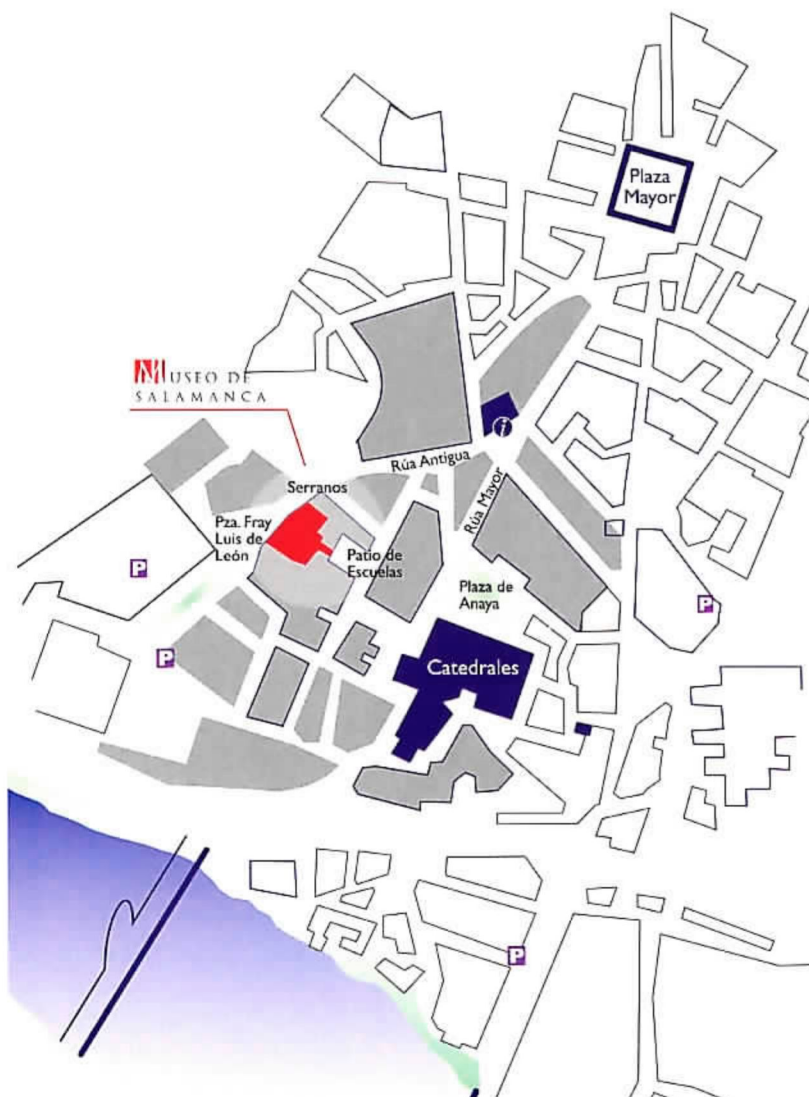 Plaza
Mayor
MUSEO DE
SALAMANCA
i
Rúa Antigua
Rúa Mayor
Serranos
Pza. Fray
Luis de
León
Patio de
Escuelas
Plaza de
Anaya
P
P
P
Catedrales
P